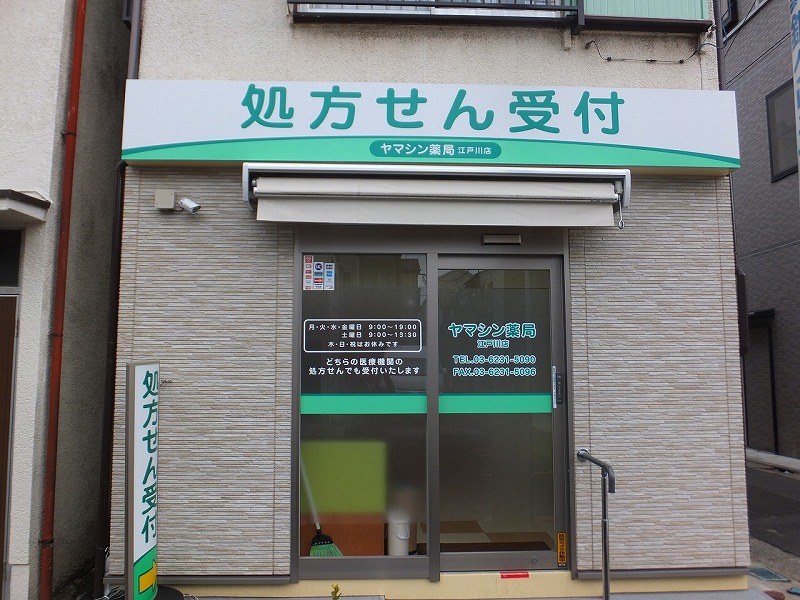 処方せん受付
ヤマシン薬局 江戸川店
月・火・水・金曜日 9:00～19:00
土曜日 9:00～13:30
木・日・祝はお休みです
どちらの医療機関の
処方せんでも受付いたします
ヤマシン薬局
江戸川店
TEL.03-6231-5090
FAX.03-6231-5096
処方せん受付